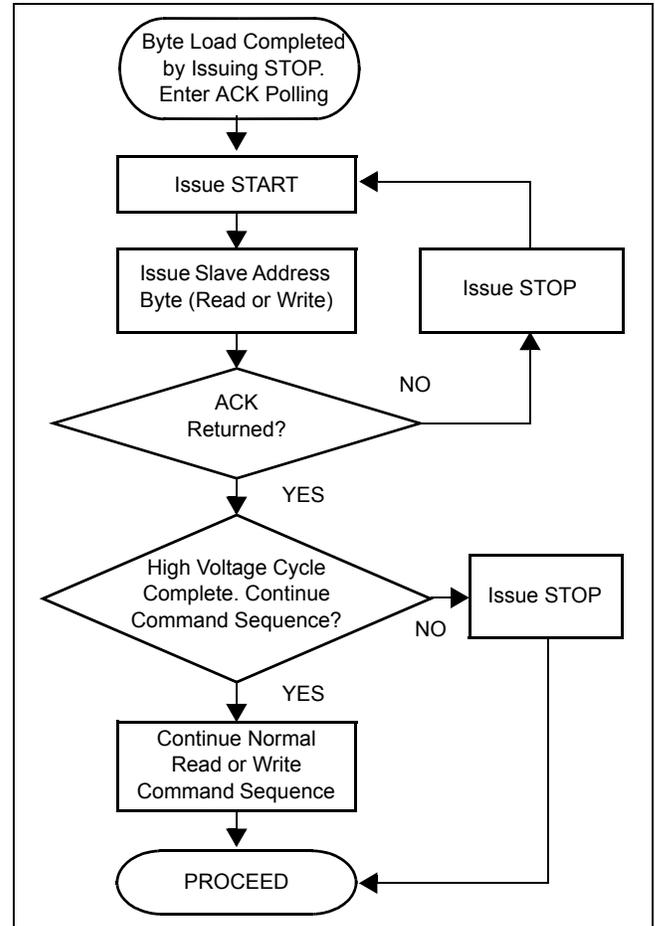 Byte Load Completed
by Issuing STOP.
Enter ACK Polling
Issue START
Issue Slave Address
Byte (Read or Write)
Issue STOP
ACK
Returned?
NO
YES
High Voltage Cycle
Complete. Continue
Command Sequence?
Issue STOP
NO
YES
Continue Normal
Read or Write
Command Sequence
PROCEED